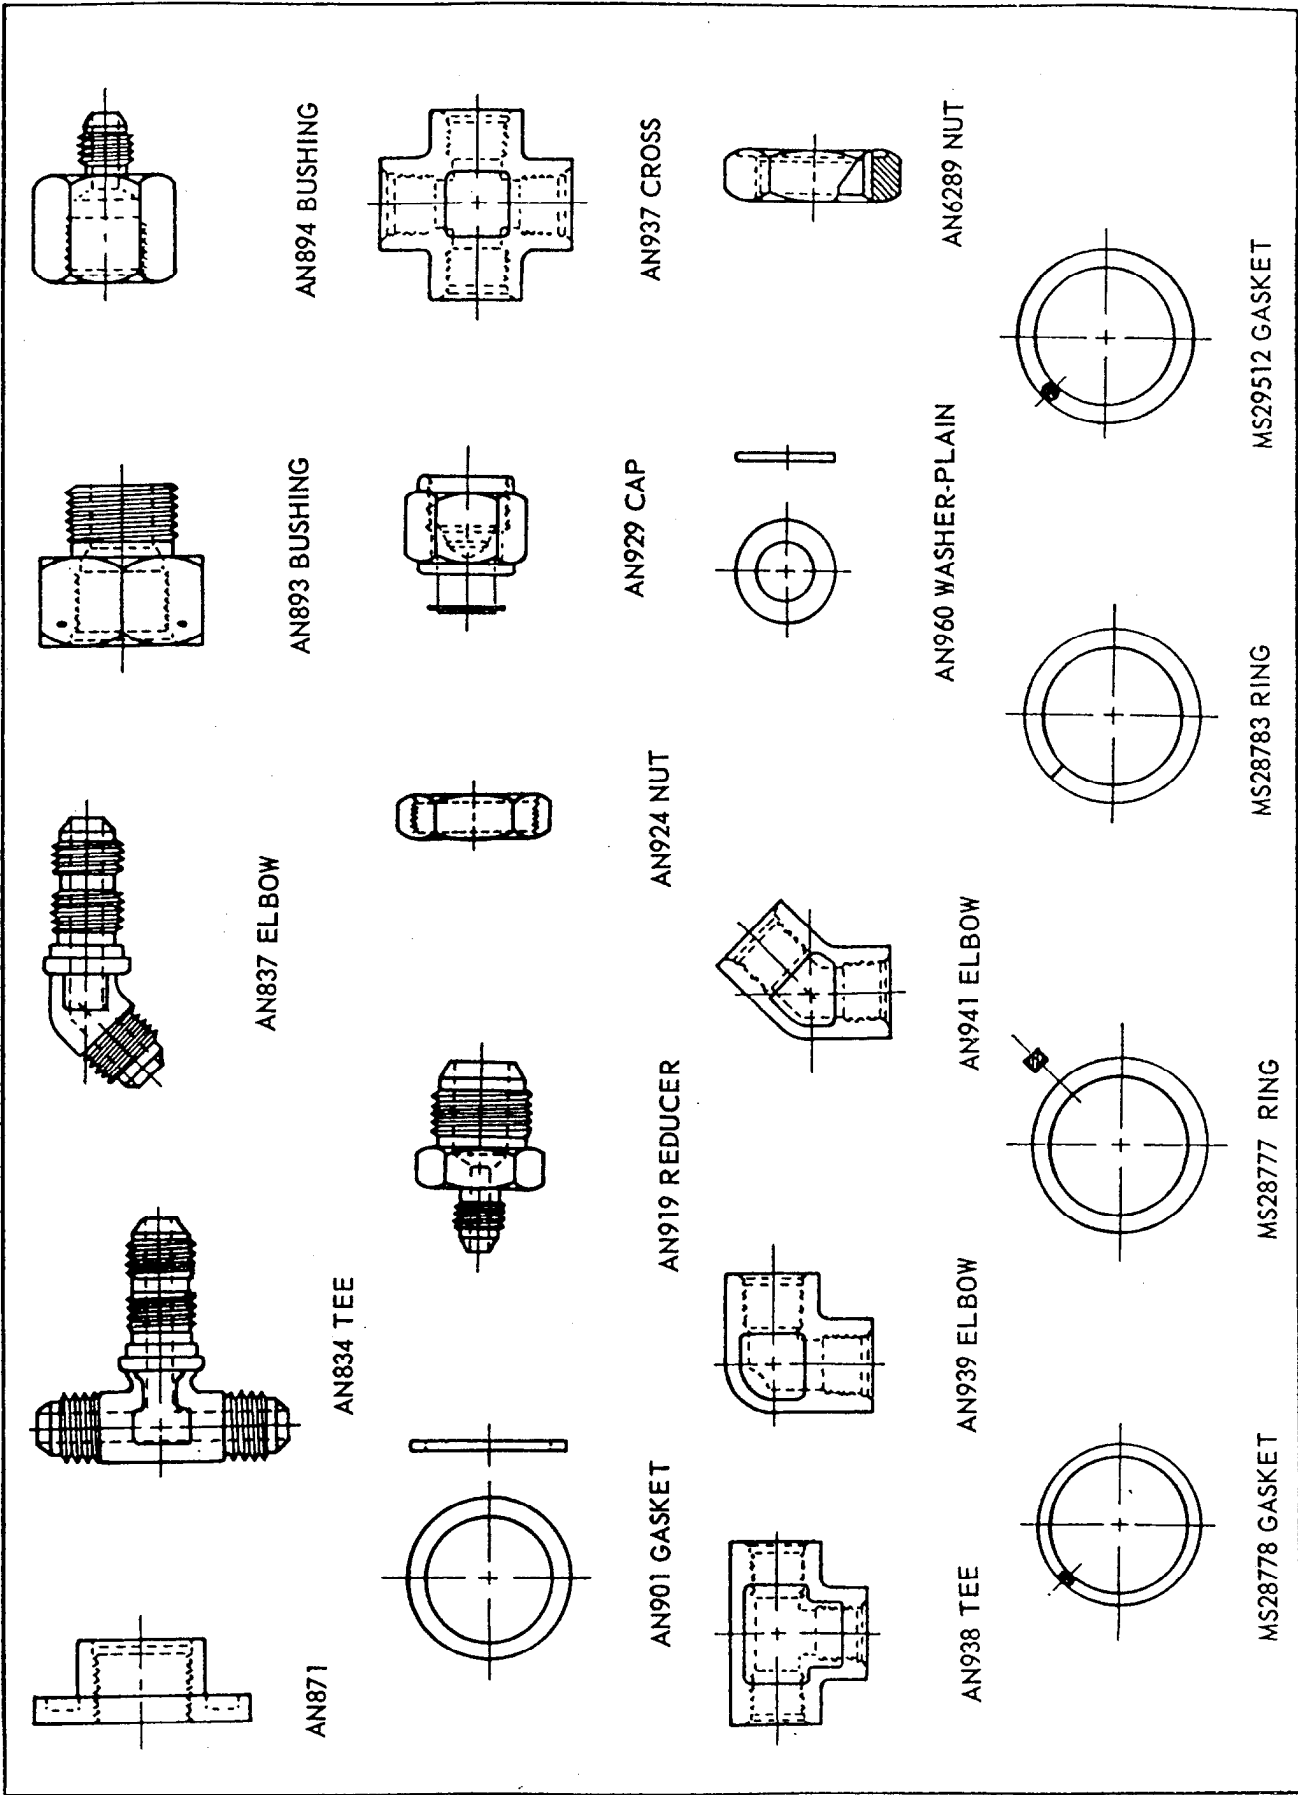 AN871
AN834 TEE
AN837 ELBOW
AN893 BUSHING
AN894 BUSHING
AN901 GASKET
AN919 REDUCER
AN924 NUT
AN929 CAP
AN937 CROSS
AN938 TEE
AN939 ELBOW
AN941 ELBOW
AN960 WASHER-PLAIN
AN6289 NUT
MS28778 GASKET
MS28777 RING
MS28783 RING
MS29512 GASKET